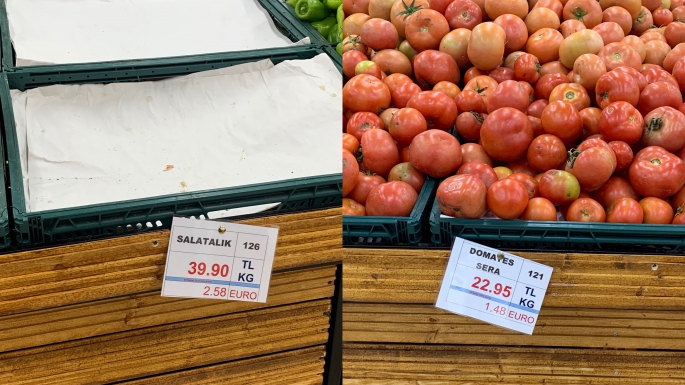 SALATALIK 126
39.90 TL KG
2.58 EURO
DOMATES SERA 121
22.95 TL KG
1.48 EURO